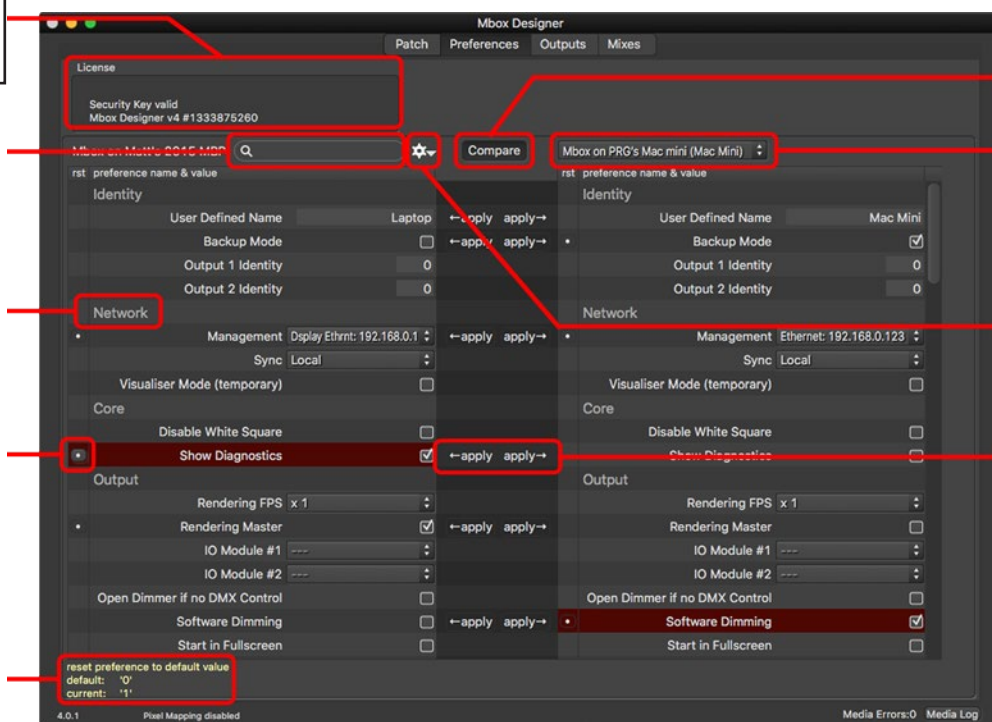 Mbox Designer
Patch Preferences Outputs Mixes
License
Security Key valid
Mbox Designer v4 #1333875260
Mbox on Matt's 2015 MBP Compare Mbox on PRG's Mac mini (Mac Mini)
rst preference name & value rst preference name & value
Identity Identity
User Defined Name Laptop ←apply apply→ User Defined Name Mac Mini
Backup Mode ←apply apply→ • Backup Mode
Output 1 Identity 0 Output 1 Identity 0
Output 2 Identity 0 Output 2 Identity 0
Network Network
• Management Dsplay Ethrnt: 192.168.0.1 ←apply apply→ • Management Ethernet: 192.168.0.123
Sync Local Sync Local
Visualiser Mode (temporary) Visualiser Mode (temporary)
Core Core
Disable White Square Disable White Square
• Show Diagnostics ←apply apply→ Show Diagnostics
Output Output
Rendering FPS x 1 Rendering FPS x 1
• Rendering Master ←apply apply→ Rendering Master
IO Module #1 --- IO Module #1 ---
IO Module #2 --- IO Module #2 ---
Open Dimmer if no DMX Control Open Dimmer if no DMX Control
Software Dimming ←apply apply→ • Software Dimming
Start in Fullscreen Start in Fullscreen
reset preference to default value
default: '0'
current: '1'
4.0.1 Pixel Mapping disabled Media Errors:0 Media Log